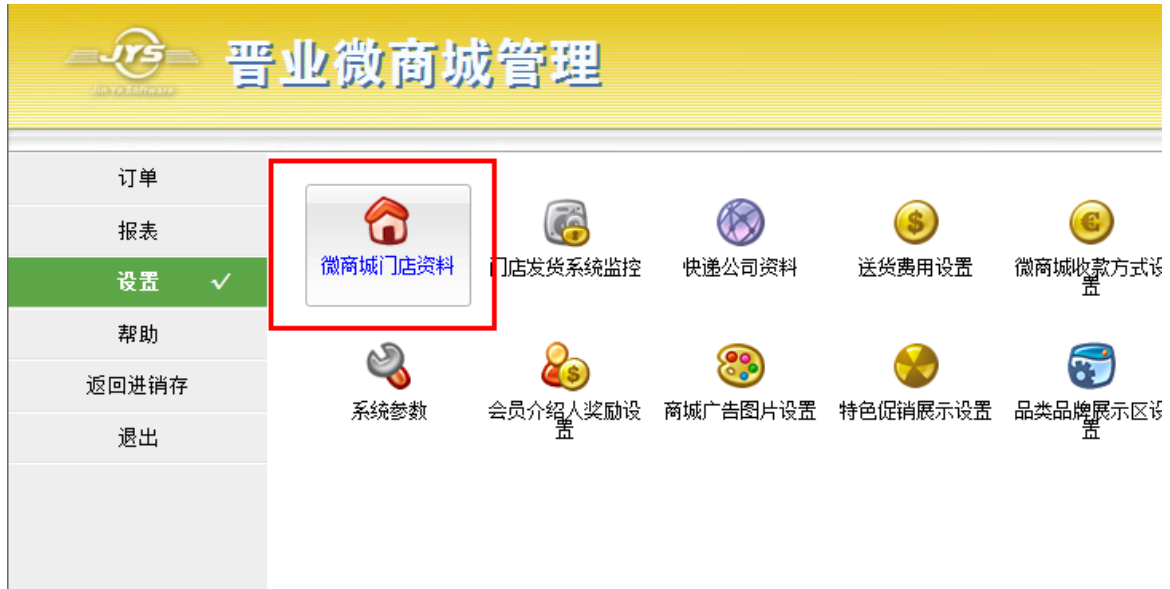 JYS
Jin Ye Software
晋业微商城管理
订单
报表
设置 ✓
帮助
返回进销存
退出
微商城门店资料
门店发货系统监控
快递公司资料
送货费用设置
微商城收款方式设
置
系统参数
会员介绍人奖励设
置
商城广告图片设置
特色促销展示设置
品类品牌展示区设
置